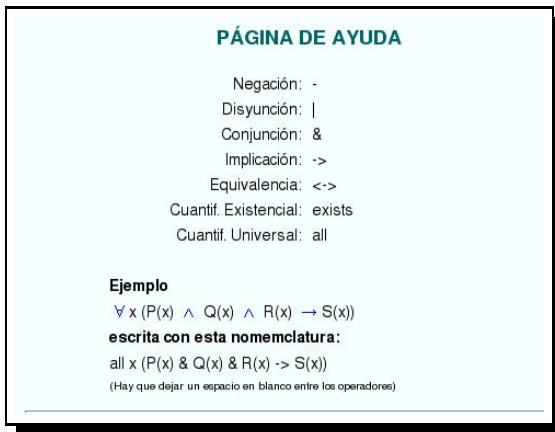 PÁGINA DE AYUDA
Negación: -
Disyunción: |
Conjunción: &
Implicación: ->
Equivalencia: <->
Cuantif. Existencial: exists
Cuantif. Universal: all
Ejemplo
∀ x (P(x) ∧ Q(x) ∧ R(x) → S(x))
escrita con esta nomemclatura:
all x (P(x) & Q(x) & R(x) -> S(x))
(Hay que dejar un espacio en blanco entre los operadores)